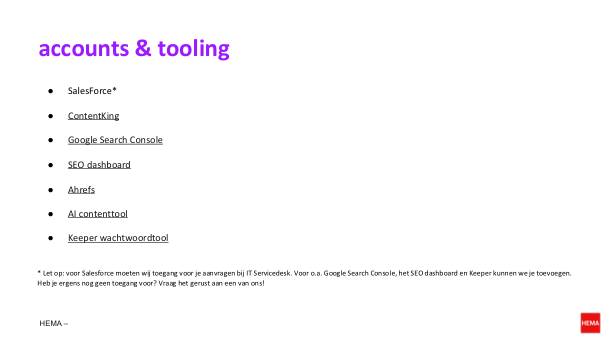 accounts & tooling
● SalesForce*
● ContentKing
● Google Search Console
● SEO dashboard
● Ahrefs
● AI contenttool
● Keeper wachtwoordtool
* Let op: voor Salesforce moeten wij toegang voor je aanvragen bij IT Servicedesk. Voor o.a. Google Search Console, het SEO dashboard en Keeper kunnen we je toevoegen.
Heb je ergens nog geen toegang voor? Vraag het gerust aan een van ons!
HEMA –
HEMA